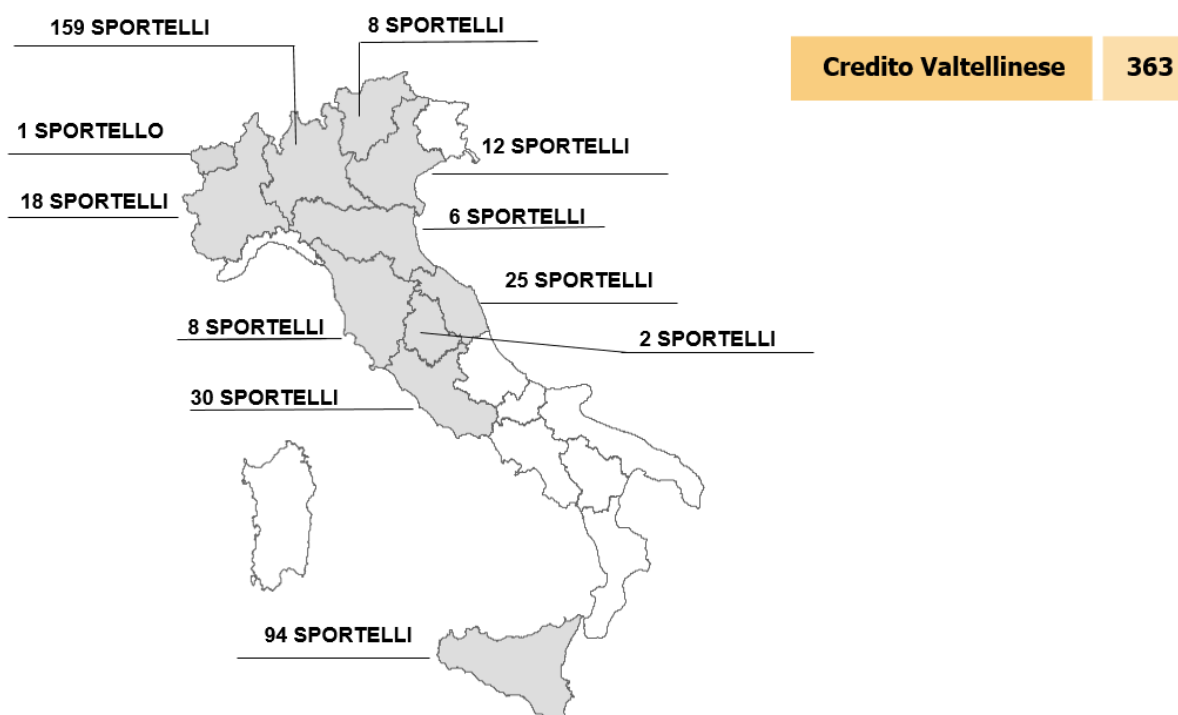 159 SPORTELLI
8 SPORTELLI
Credito Valtellinese 363
1 SPORTELLO
12 SPORTELLI
18 SPORTELLI
6 SPORTELLI
25 SPORTELLI
8 SPORTELLI
2 SPORTELLI
30 SPORTELLI
94 SPORTELLI